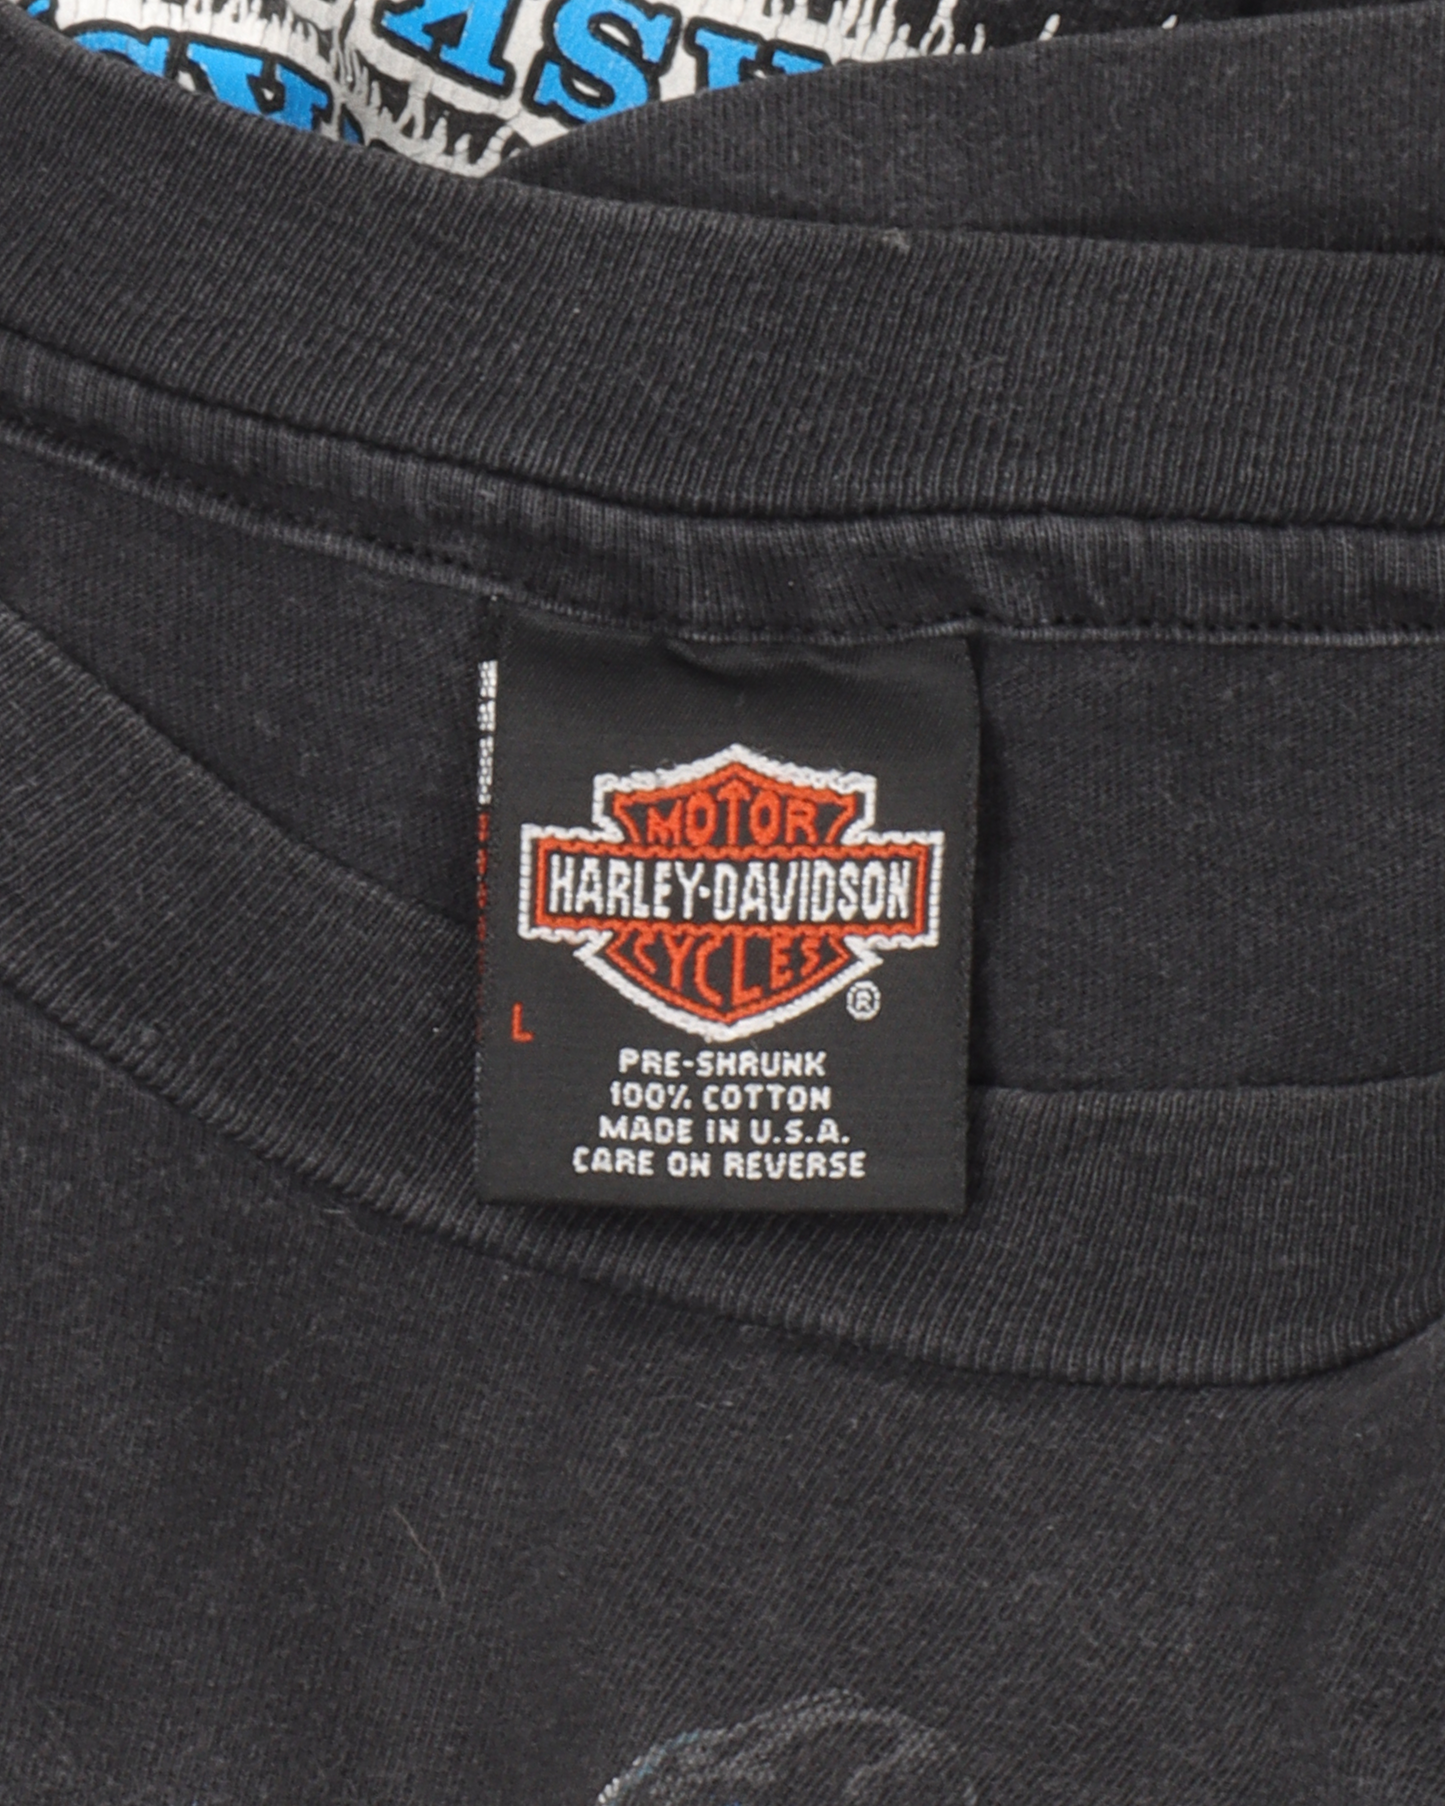 MOTOR
HARLEY-DAVIDSON
CYCLES
®
L
PRE-SHRUNK
100% COTTON
MADE IN U.S.A.
CARE ON REVERSE